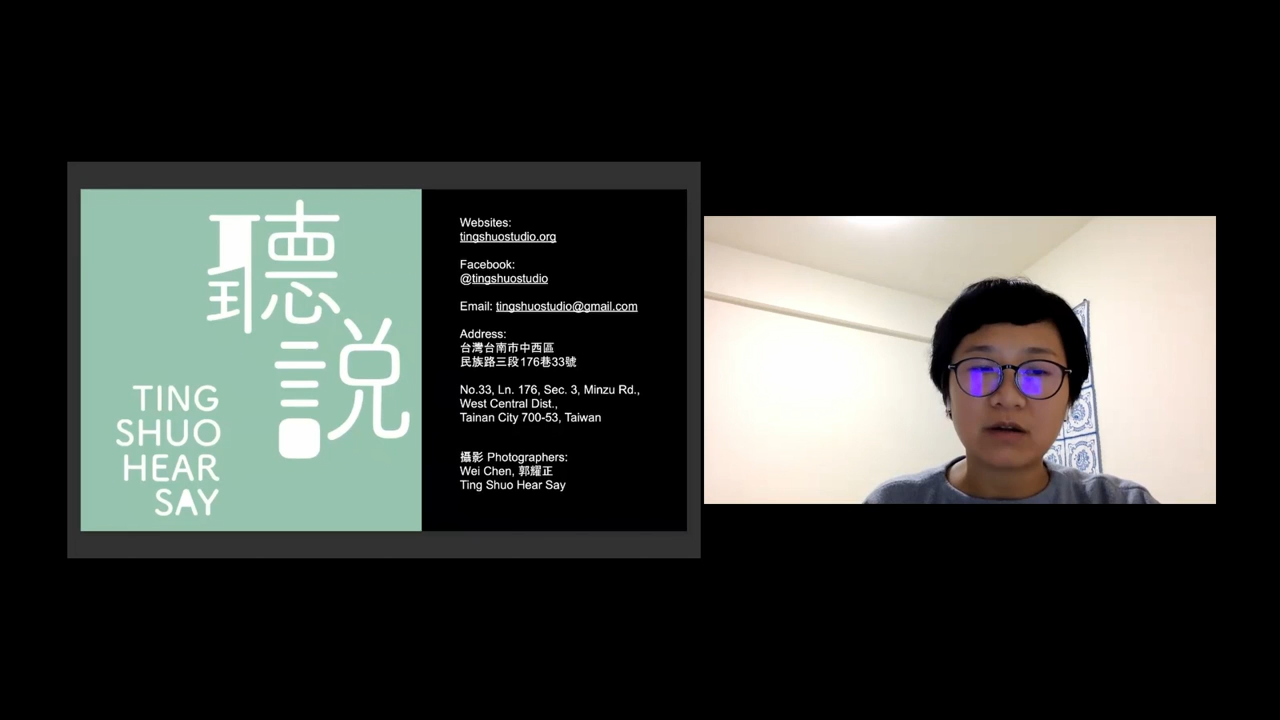 聽說
TING
SHUO
HEAR
SAY
Websites:
tingshuostudio.org
Facebook:
@tingshuostudio
Email: tingshuostudio@gmail.com
Address:
台灣台南市中西區
民族路三段176巷33號
No.33, Ln. 176, Sec. 3, Minzu Rd.,
West Central Dist.,
Tainan City 700-53, Taiwan
攝影 Photographers:
Wei Chen, 郭耀正
Ting Shuo Hear Say